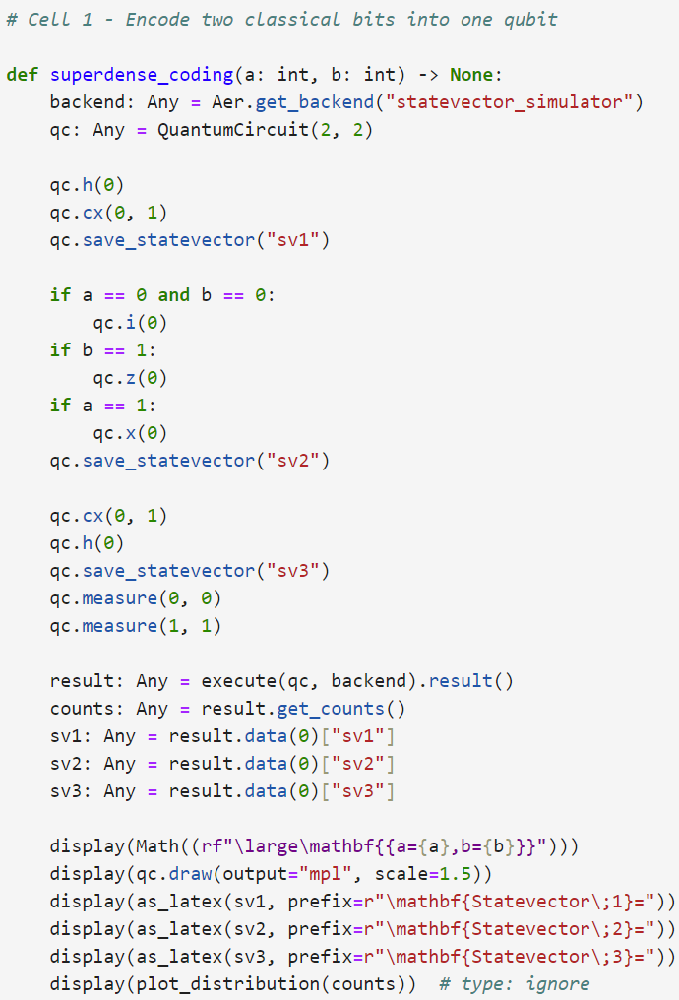 # Cell 1 - Encode two classical bits into one qubit
def superdense_coding(a: int, b: int) -> None:
    backend: Any = Aer.get_backend("statevector_simulator")
    qc: Any = QuantumCircuit(2, 2)
    qc.h(0)
    qc.cx(0, 1)
    qc.save_statevector("sv1")
    if a == 0 and b == 0:
        qc.i(0)
    if b == 1:
        qc.z(0)
    if a == 1:
        qc.x(0)
    qc.save_statevector("sv2")
    qc.cx(0, 1)
    qc.h(0)
    qc.save_statevector("sv3")
    qc.measure(0, 0)
    qc.measure(1, 1)
    result: Any = execute(qc, backend).result()
    counts: Any = result.get_counts()
    sv1: Any = result.data(0)["sv1"]
    sv2: Any = result.data(0)["sv2"]
    sv3: Any = result.data(0)["sv3"]
    display(Math((rf"\large\mathbf{{a={a},b={b}}}")))
    display(qc.draw(output="mpl", scale=1.5))
    display(as_latex(sv1, prefix=r"\mathbf{Statevector\;1}="))
    display(as_latex(sv2, prefix=r"\mathbf{Statevector\;2}="))
    display(as_latex(sv3, prefix=r"\mathbf{Statevector\;3}="))
    display(plot_distribution(counts))  # type: ignore